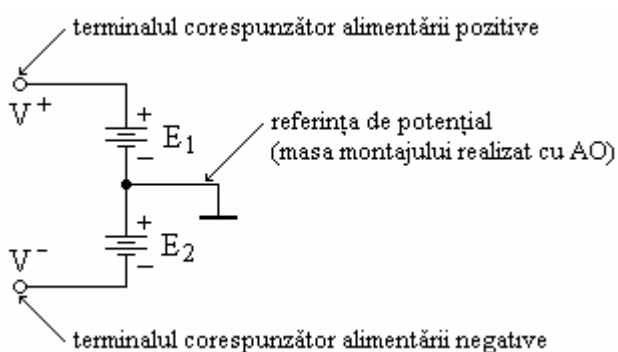 terminalul corespunzător alimentării pozitive
V+
+
E1
−
referința de potențial
(masa montajului realizat cu AO)
+
E2
−
V-
terminalul corespunzător alimentării negative